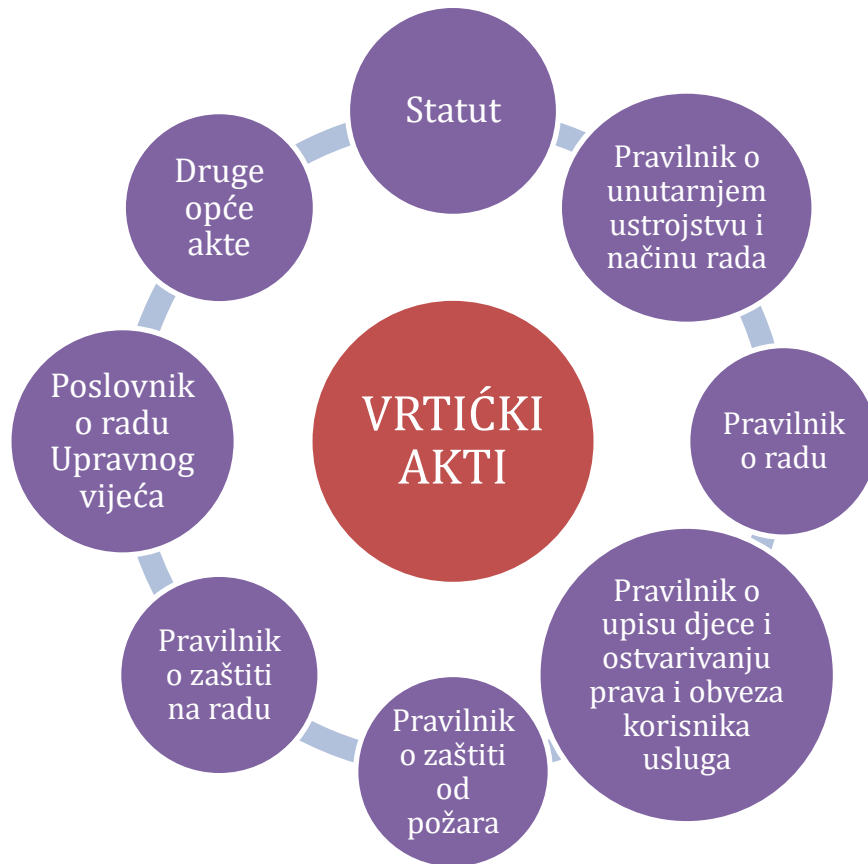 Statut
Pravilnik o
unutarnjem
ustrojstvu i
načinu rada
Pravilnik
o radu
Pravilnik o
upisu djece i
ostvarivanju
prava i obveza
korisnika
usluga
Pravilnik
o zaštiti
od
požara
Pravilnik
o zaštiti
na radu
Poslovnik
o radu
Upravnog
vijeća
Druge
opće
akte
VRTIĆKI
AKTI